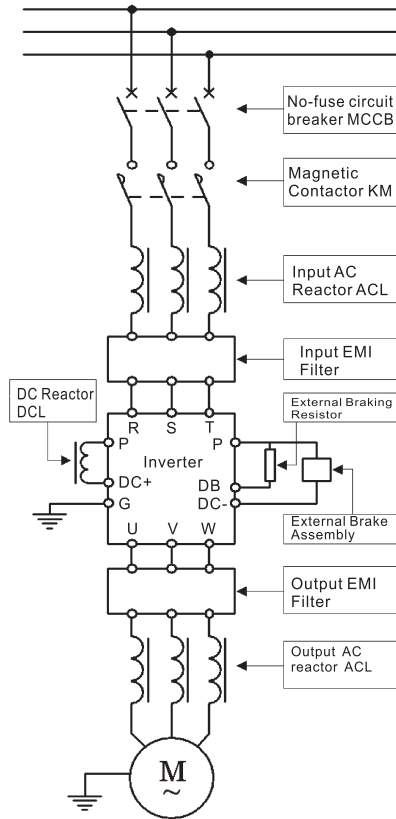 No-fuse circuit
breaker MCCB
Magnetic
Contactor KM
Input AC
Reactor ACL
Input EMI
Filter
DC Reactor
DCL
External Braking
Resistor
R S T
P P
Inverter
DC+ DB
G DC-
U V W
External Brake
Assembly
Output EMI
Filter
Output AC
reactor ACL
M
~